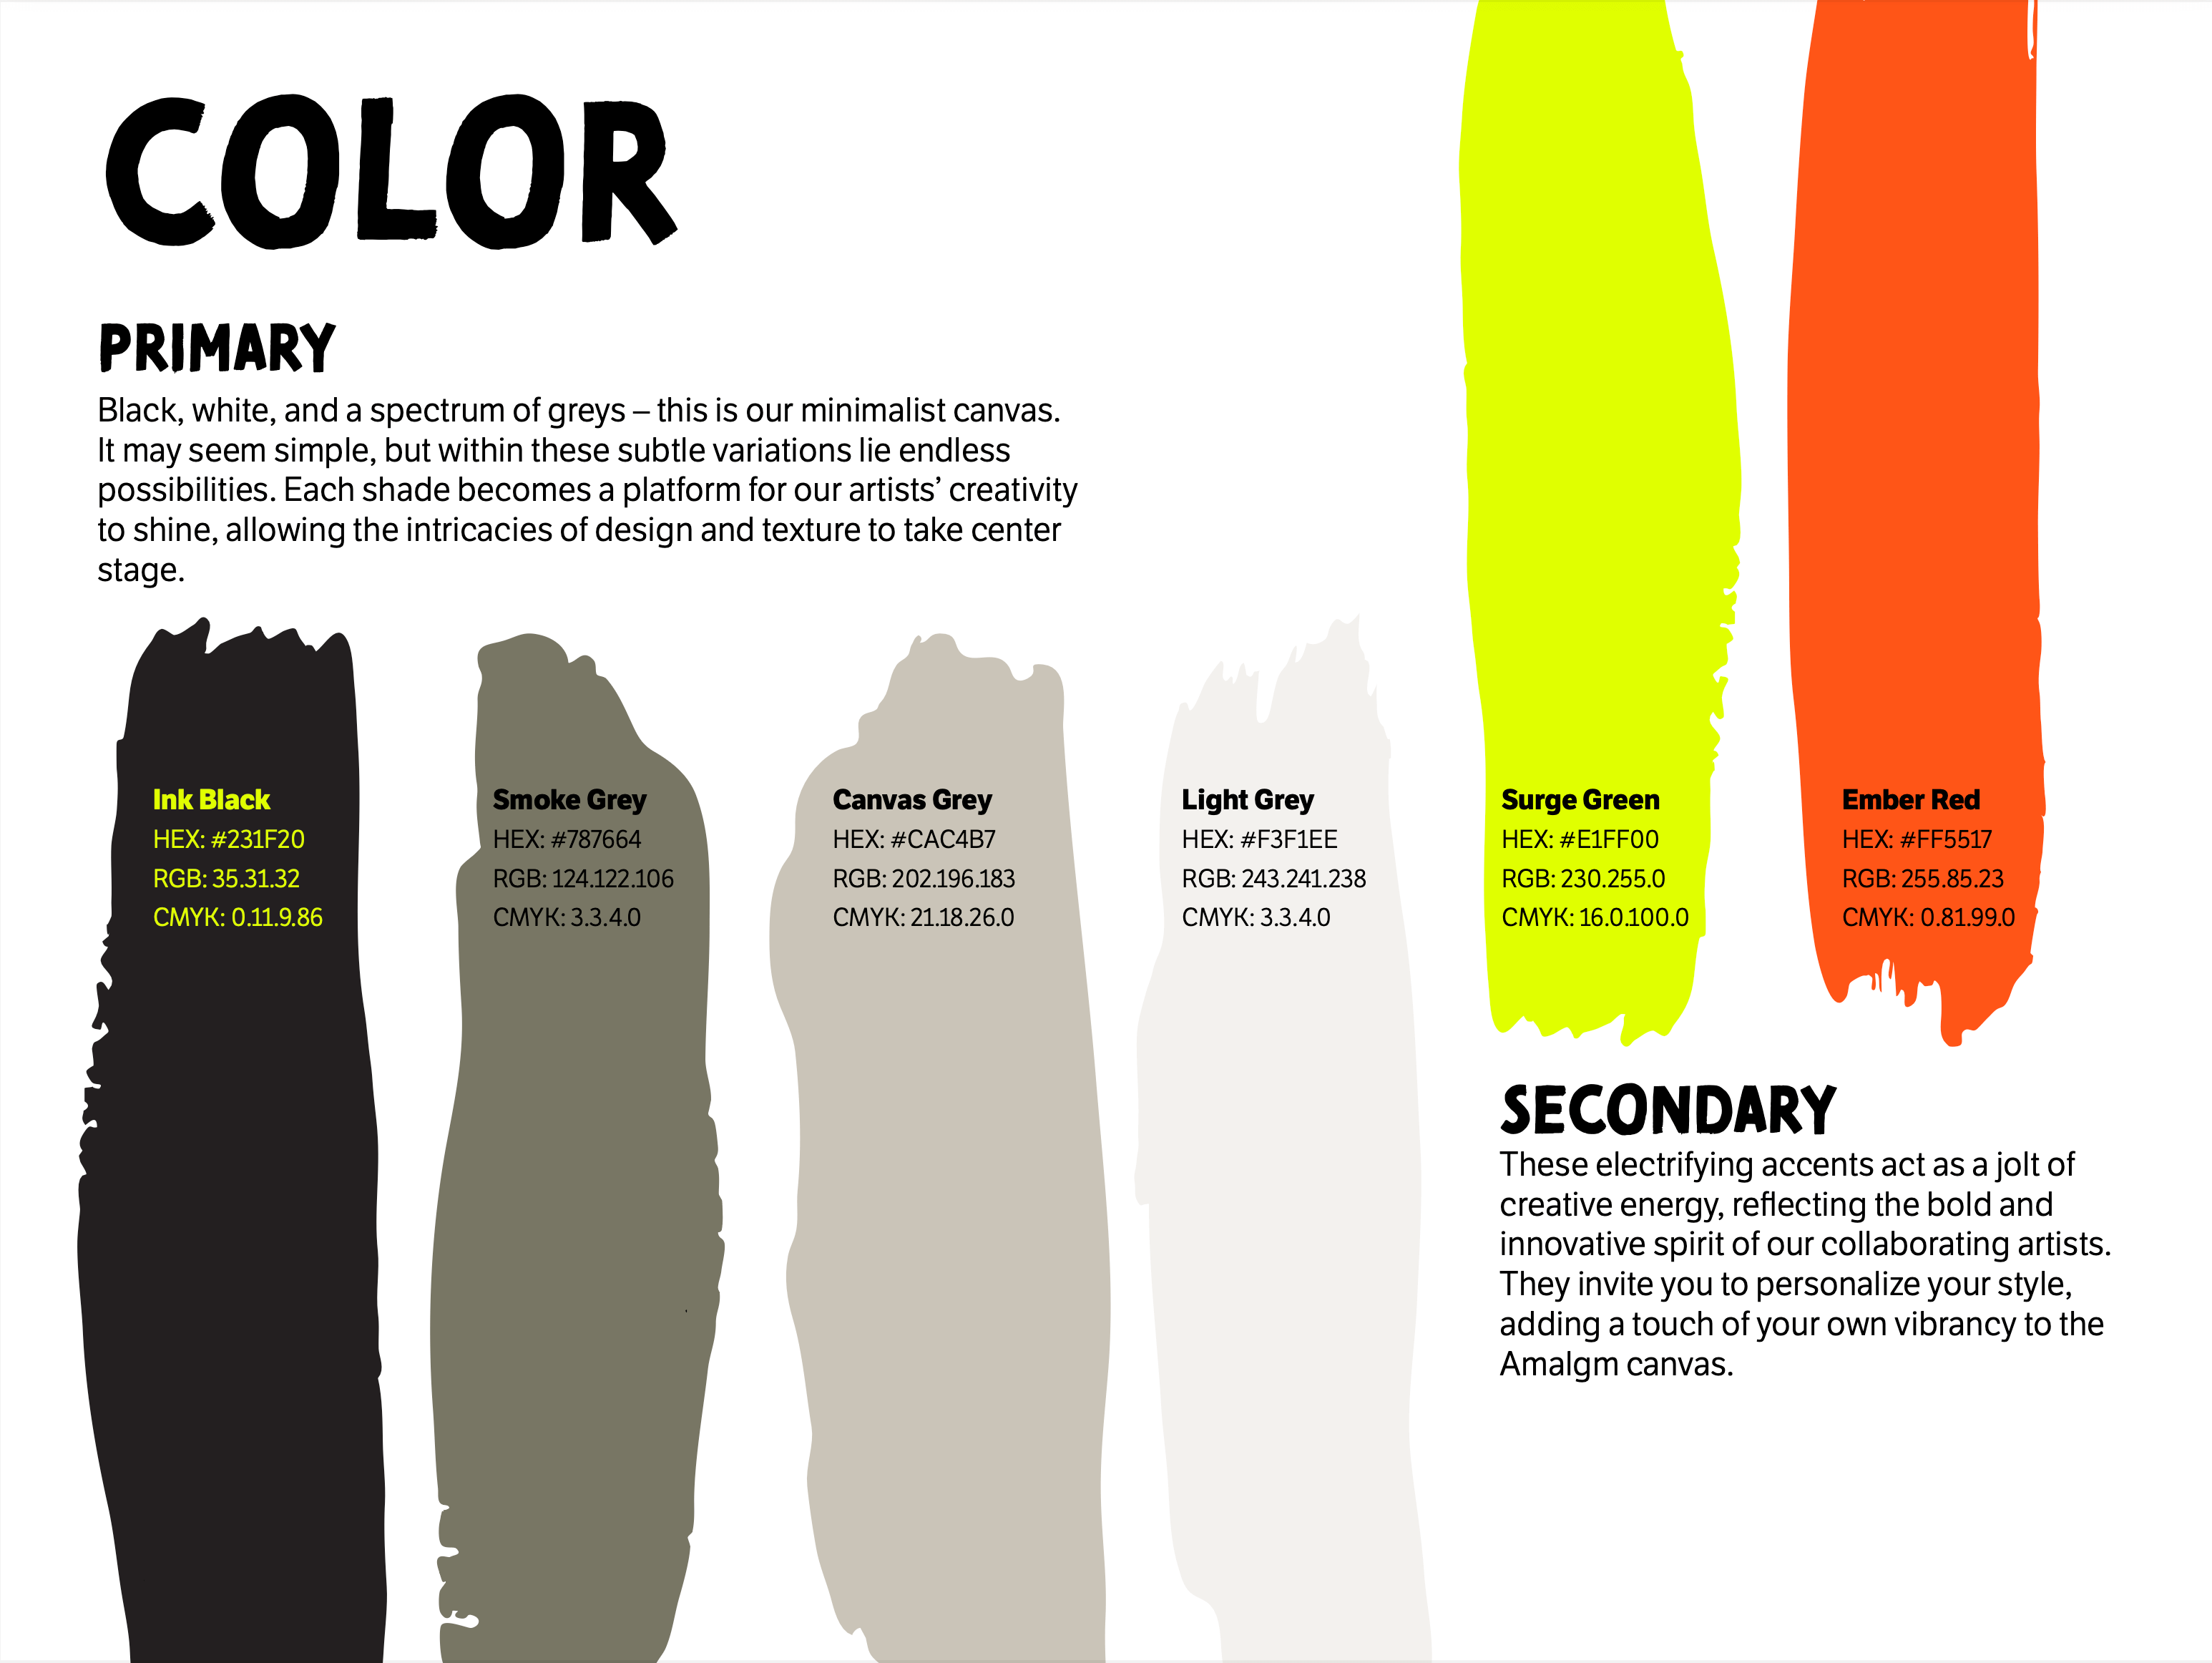 COLOR
PRIMARY
Black, white, and a spectrum of greys – this is our minimalist canvas.
It may seem simple, but within these subtle variations lie endless
possibilities. Each shade becomes a platform for our artists’ creativity
to shine, allowing the intricacies of design and texture to take center
stage.
Ink Black
HEX: #231F20
RGB: 35.31.32
CMYK: 0.11.9.86
Smoke Grey
HEX: #787664
RGB: 124.122.106
CMYK: 3.3.4.0
Canvas Grey
HEX: #CAC4B7
RGB: 202.196.183
CMYK: 21.18.26.0
Light Grey
HEX: #F3F1EE
RGB: 243.241.238
CMYK: 3.3.4.0
Surge Green
HEX: #E1FF00
RGB: 230.255.0
CMYK: 16.0.100.0
Ember Red
HEX: #FF5517
RGB: 255.85.23
CMYK: 0.81.99.0
SECONDARY
These electrifying accents act as a jolt of
creative energy, reflecting the bold and
innovative spirit of our collaborating artists.
They invite you to personalize your style,
adding a touch of your own vibrancy to the
Amalgm canvas.